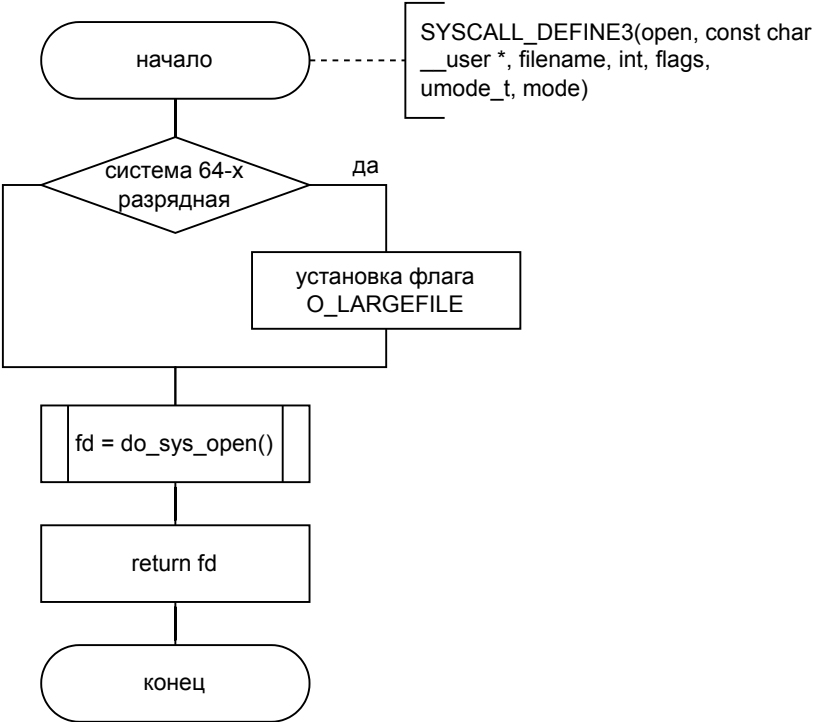 начало
SYSCALL_DEFINE3(open, const char
__user *, filename, int, flags,
umode_t, mode)
система 64-х
разрядная
да
установка флага
O_LARGEFILE
fd = do_sys_open()
return fd
конец